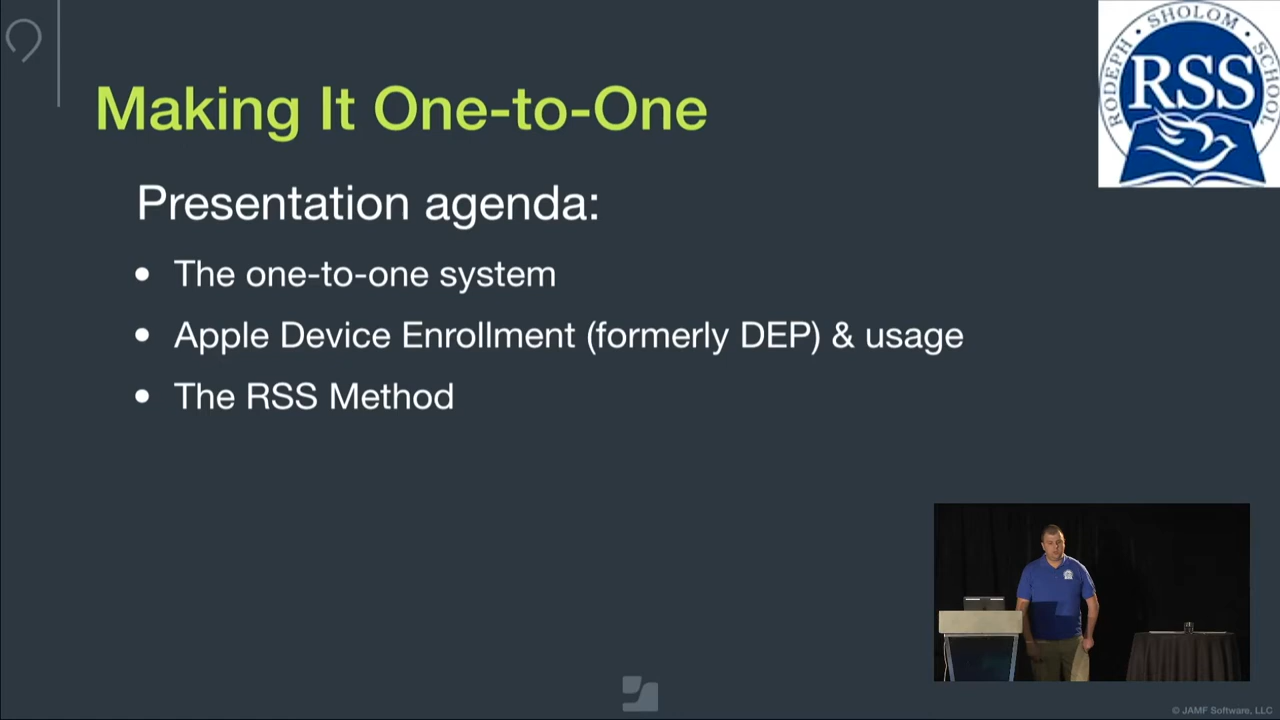 RODEPH • SHOLOM • SCHOOL
RSS
Making It One-to-One
Presentation agenda:
• The one-to-one system
• Apple Device Enrollment (formerly DEP) & usage
• The RSS Method
© JAMF Software, LLC